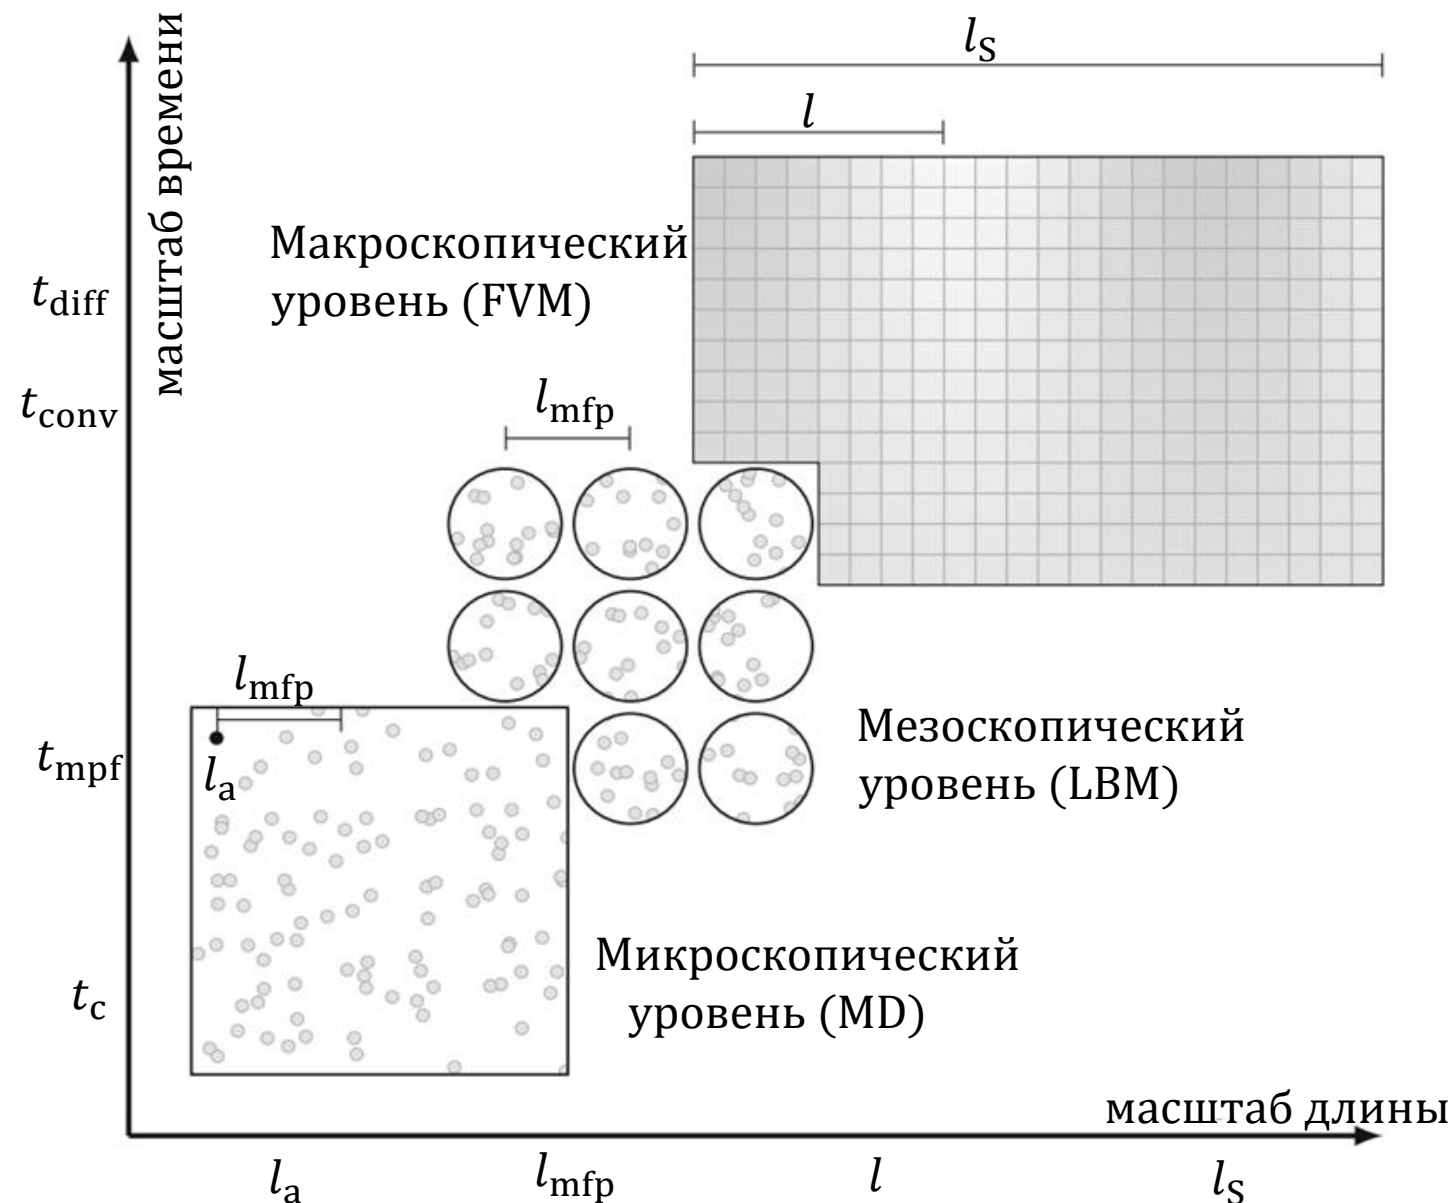 масштаб времени
l_S
l
Макроскопический
уровень (FVM)
t_diff
t_conv
l_mfp
l_mfp
l_a
t_mpf
Мезоскопический
уровень (LBM)
Микроскопический
уровень (MD)
t_c
масштаб длины
l_a l_mfp l l_S